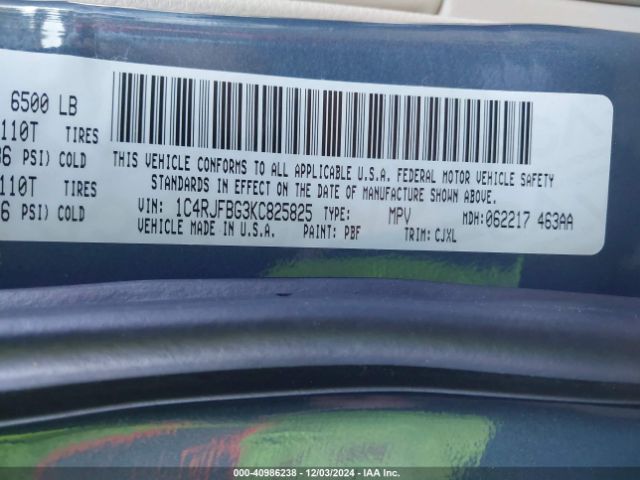 6500 LB
110T TIRES
36 PSI) COLD
110T TIRES
6 PSI) COLD
THIS VEHICLE CONFORMS TO ALL APPLICABLE U.S.A. FEDERAL MOTOR VEHICLE SAFETY
STANDARDS IN EFFECT ON THE DATE OF MANUFACTURE SHOWN ABOVE.
VIN: 1C4RJFBG3KC825825 TYPE: MPV MDH:062217 463AA
VEHICLE MADE IN U.S.A. PAINT: PBF TRIM: CJXL
000-40986238 - 12/03/2024 - IAA Inc.